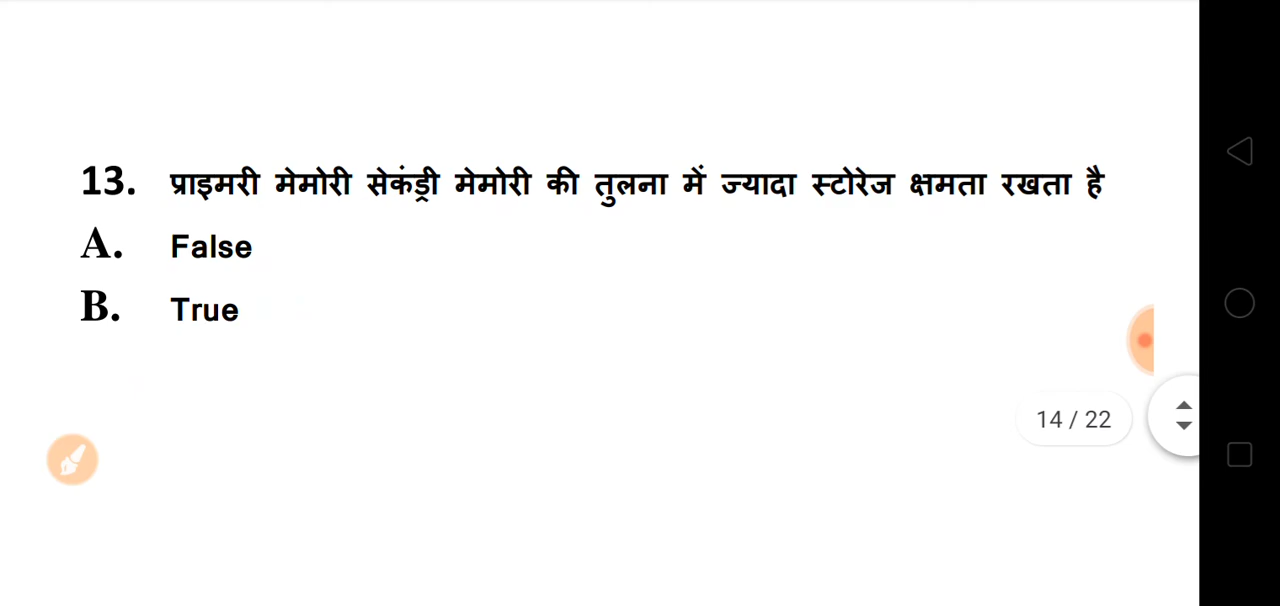 13. प्राइमरी मेमोरी सेकंड्री मेमोरी की तुलना में ज्यादा स्टोरेज क्षमता रखता है
A. False
B. True
14 / 22